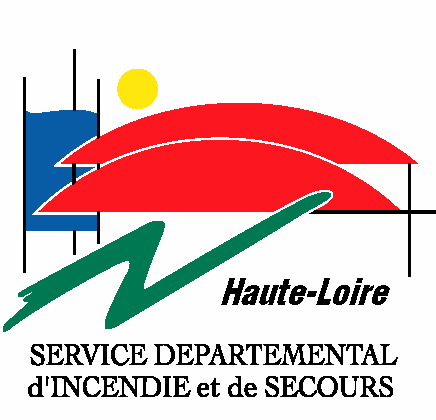 Haute-Loire
SERVICE DEPARTEMENTAL
d'INCENDIE et de SECOURS